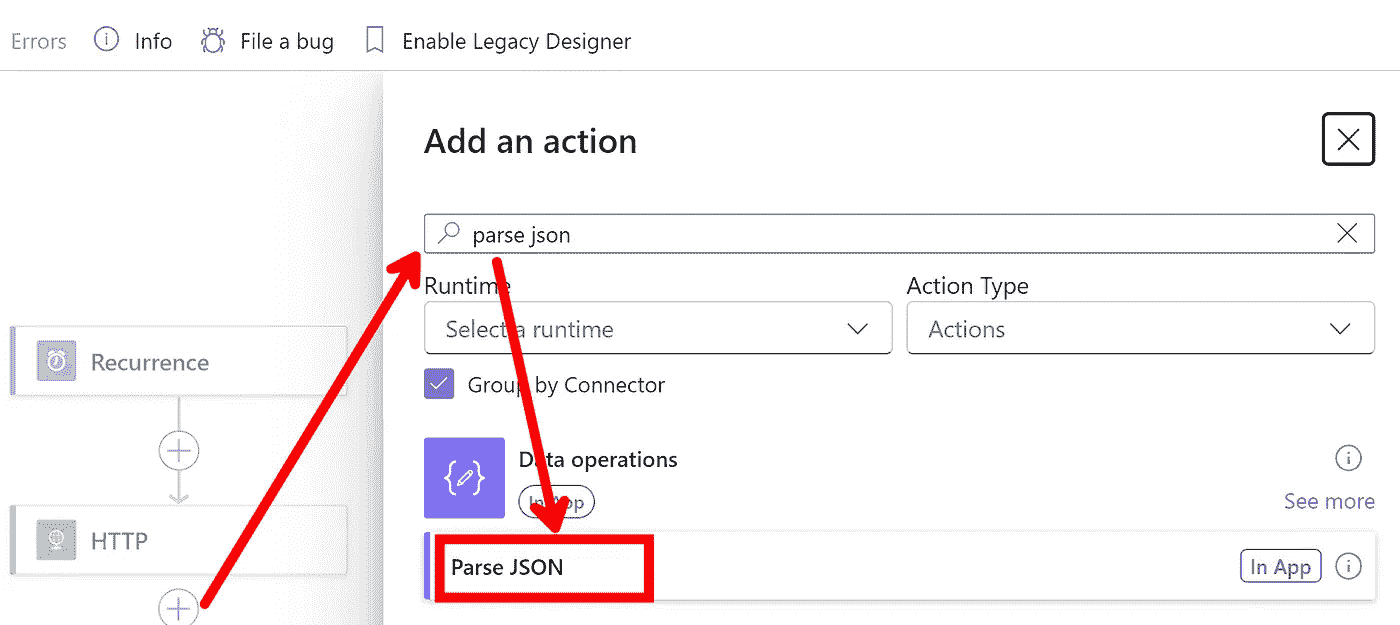 Errors Info File a bug Enable Legacy Designer
Add an action
parse json
Runtime Action Type
Select a runtime Actions
Group by Connector
Recurrence
Data operations
In App
See more
HTTP
Parse JSON In App